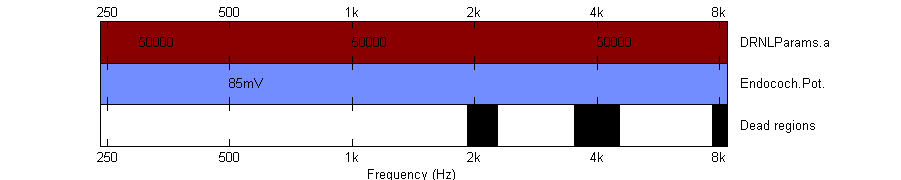 250 500 1k 2k 4k 8k
50000 50000 50000 DRNLParams.a
85mV Endococh.Pot.
Dead regions
250 500 1k 2k 4k 8k
Frequency (Hz)